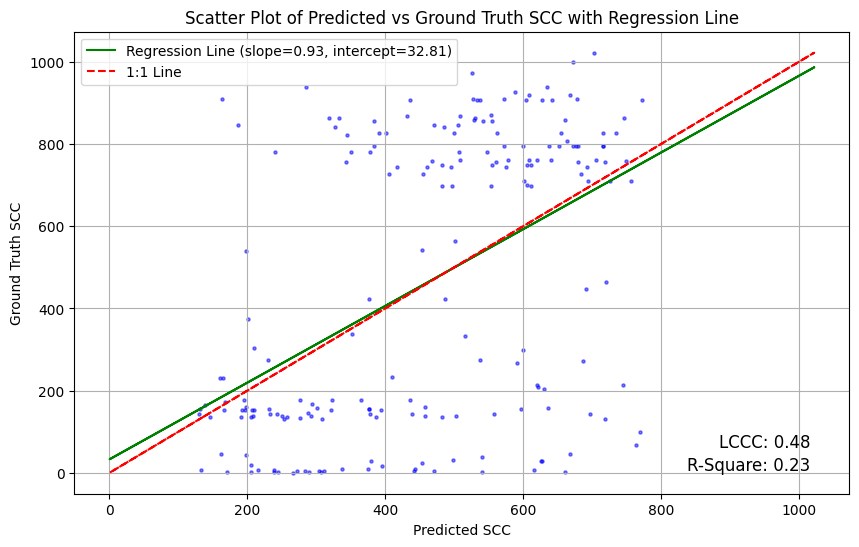 Scatter Plot of Predicted vs Ground Truth SCC with Regression Line
Regression Line (slope=0.93, intercept=32.81)
1:1 Line
1000
800
600
400
200
0
Ground Truth SCC
LCCC: 0.48
R-Square: 0.23
0
200
400
600
800
1000
Predicted SCC